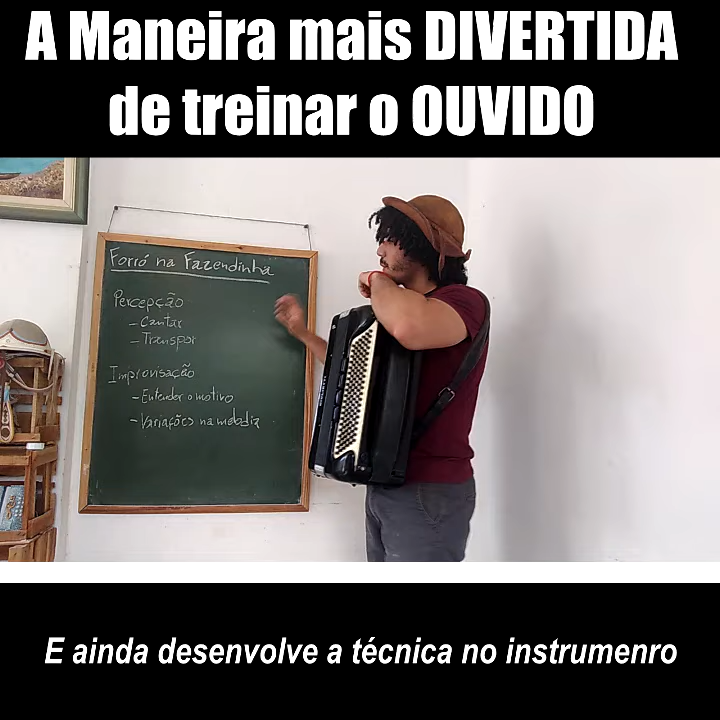 A Maneira mais DIVERTIDA
de treinar o OUVIDO
Forró na Fazendinha
Percepção
- Cantar
- Transpor
Improvisação
- Entender o motivo
- Variações na melodia
E ainda desenvolve a técnica no instrumenro